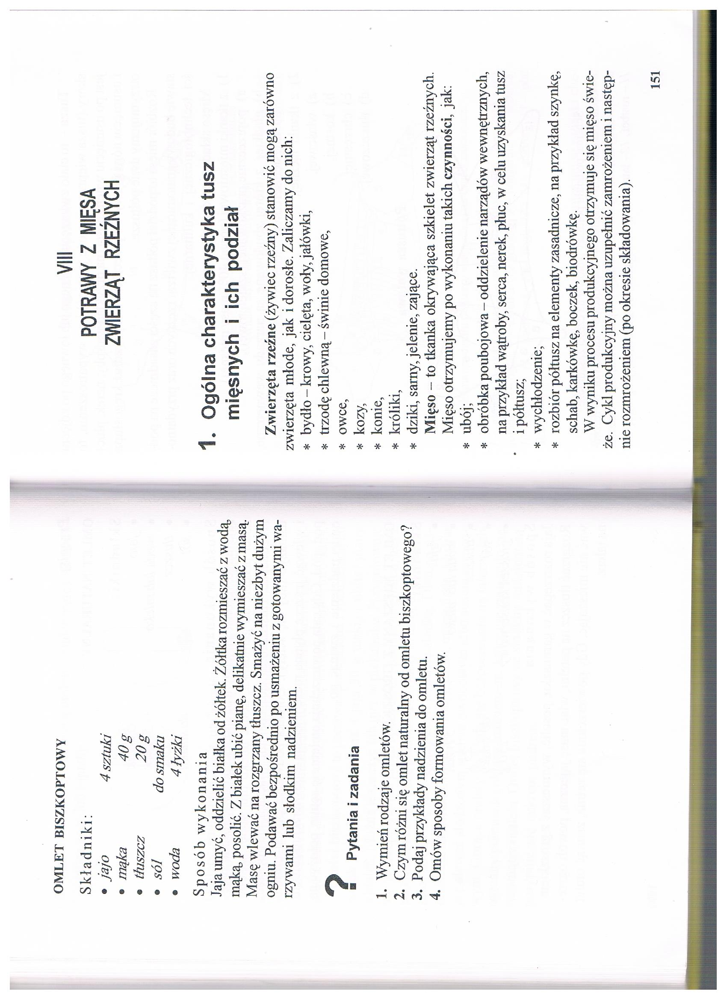 OMLET BISZKOPTOWY
Składniki:
• jajo 4 sztuki
• mąka 40 g
• tłuszcz 20 g
• sól do smaku
• woda 4 łyżki
Sposób wykonania
Jaja umyć, oddzielić białka od żółtek. Żółtka rozmieszać z wodą,
mąką, posolić. Z białek ubić pianę, delikatnie wymieszać z masą.
Masę wlewać na rozgrzany tłuszcz. Smażyć na niezbyt dużym
ogniu. Podawać bezpośrednio po usmażeniu z gotowanymi wa-
rzywami lub słodkim nadzieniem.
? Pytania i zadania
1. Wymień rodzaje omletów.
2. Czym różni się omlet naturalny od omletu biszkoptowego?
3. Podaj przykłady nadzienia do omletu.
4. Omów sposoby formowania omletów.
VIII
POTRAWY Z MIĘSA
ZWIERZĄT RZEŹNYCH
1. Ogólna charakterystyka tusz
mięsnych i ich podział
Zwierzęta rzeźne (żywiec rzeźny) stanowić mogą zarówno
zwierzęta młode, jak i dorosłe. Zaliczamy do nich:
* bydło – krowy, cielęta, woły, jałówki,
* trzodę chlewną – świnie domowe,
* owce,
* kozy,
* konie,
* króliki,
* dziki, sarny, jelenie, zające.
Mięso – to tkanka okrywająca szkielet zwierząt rzeźnych.
Mięso otrzymujemy po wykonaniu takich czynności, jak:
* ubój;
* obróbka poubojowa – oddzielenie narządów wewnętrznych,
na przykład wątroby, serca, nerek, płuc, w celu uzyskania tusz
i półtusz;
* wychłodzenie;
* rozbiór półtusz na elementy zasadnicze, na przykład szynkę,
schab, karkówkę, boczek, biodrówkę.
W wyniku procesu produkcyjnego otrzymuje się mięso świe-
że. Cykl produkcyjny można uzupełnić zamrożeniem i następ-
nie rozmrożeniem (po okresie składowania).
151